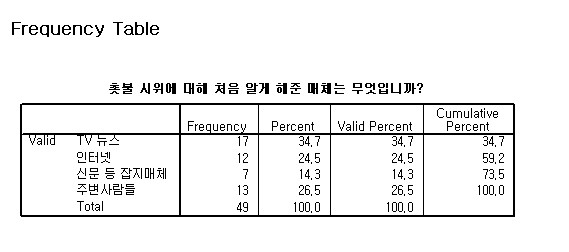 Frequency Table
촛불 시위에 대해 처음 알게 해준 매체는 무엇입니까?
Frequency Percent Valid Percent Cumulative Percent
Valid TV 뉴스 17 34,7 34,7 34,7
인터넷 12 24,5 24,5 59,2
신문 등 잡지매체 7 14,3 14,3 73,5
주변사람들 13 26,5 26,5 100,0
Total 49 100,0 100,0